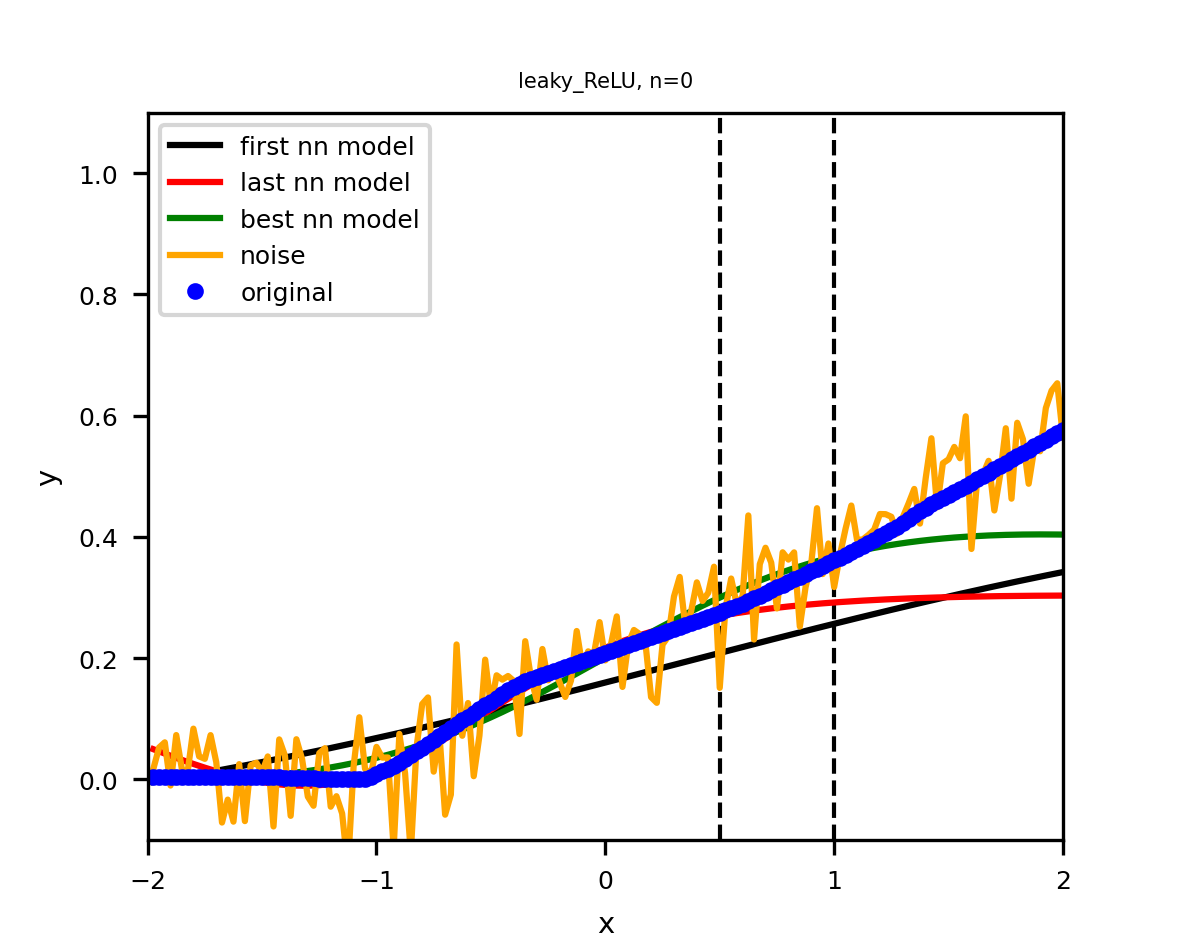 leaky_ReLU, n=0
first nn model
last nn model
best nn model
noise
original
1.0
0.8
0.6
0.4
0.2
0.0
y
−2
−1
0
1
2
x